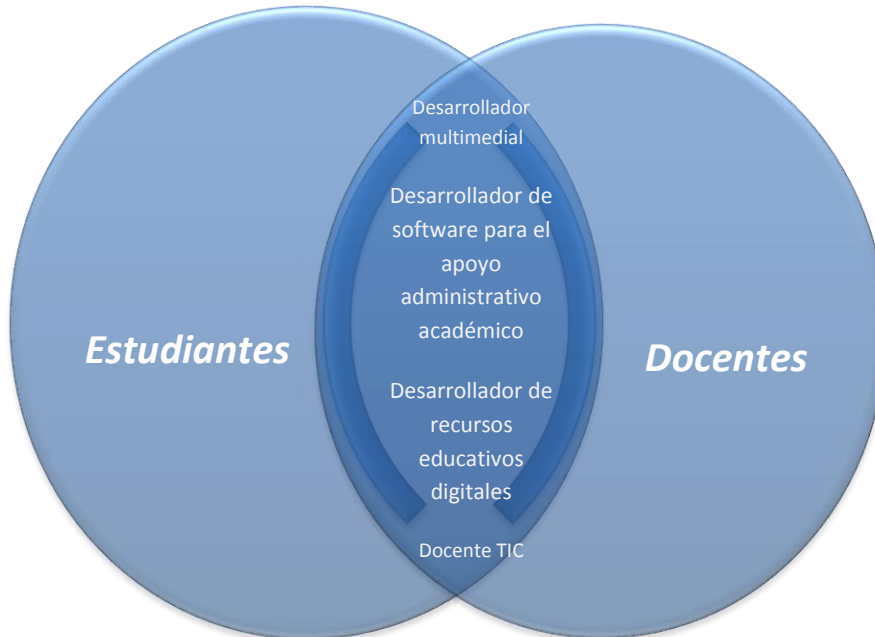 Desarrollador
multimedial
Desarrollador de
software para el
apoyo
administrativo
académico
Estudiantes
Docentes
Desarrollador de
recursos
educativos
digitales
Docente TIC